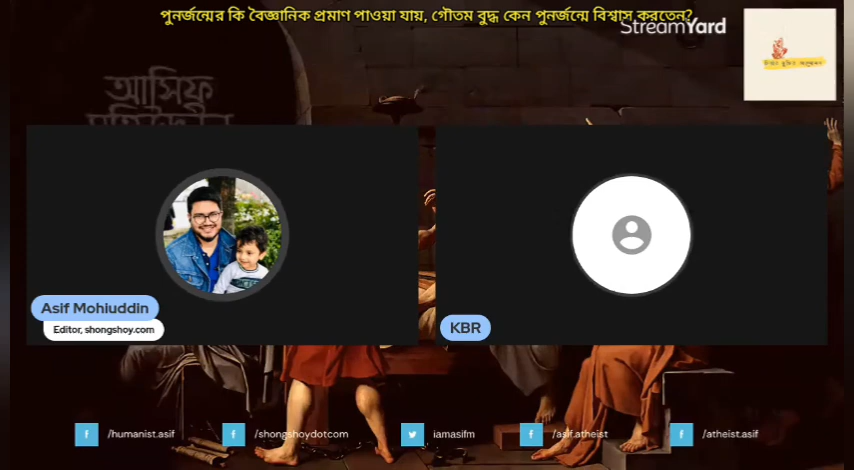 পুনর্জন্মের কি বৈজ্ঞানিক প্রমাণ পাওয়া যায়, গৌতম বুদ্ধ কেন পুনর্জন্মে বিশ্বাস করতেন?
StreamYard
আসিফ
Asif Mohiuddin
Editor, shongshoy.com
KBR
/humanist.asif
/shongshoydotcom
iamasifm
/asif.atheist
/atheist.asif